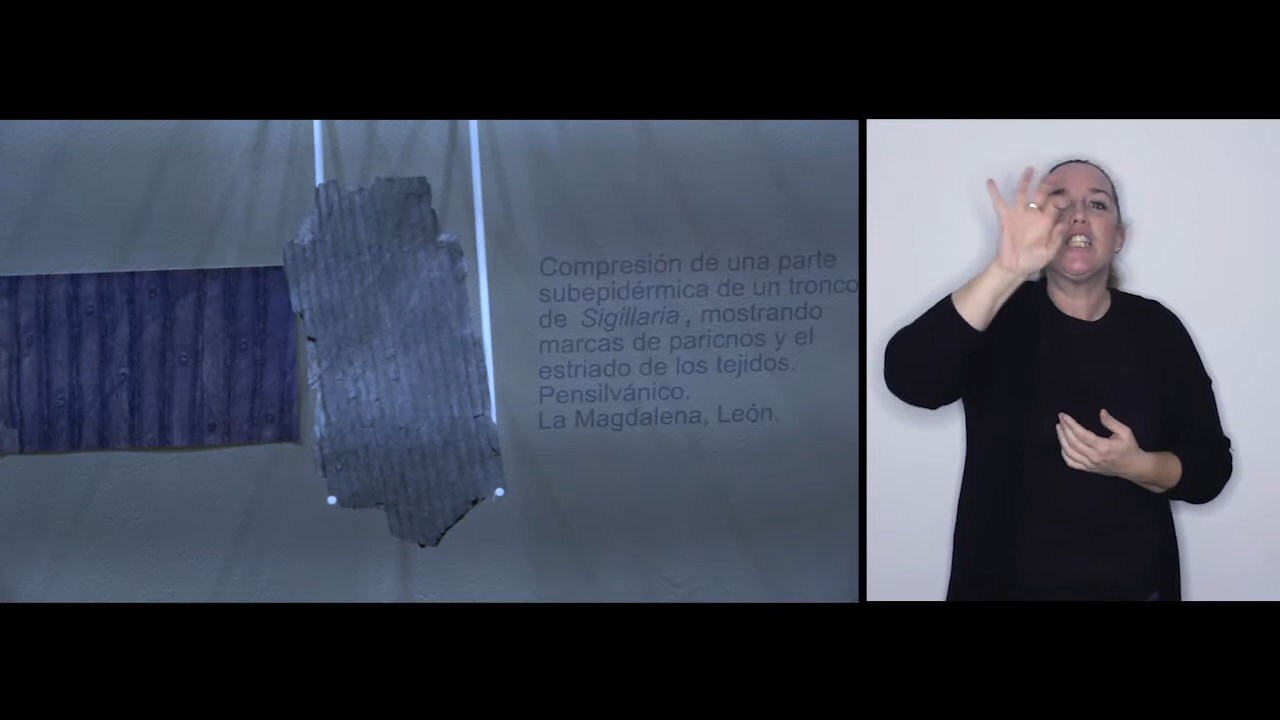 Compresión de una parte
subepidérmica de un tronco
de Sigillaria, mostrando
marcas de paricnos y el
estriado de los tejidos.
Pensilvánico.
La Magdalena, León.